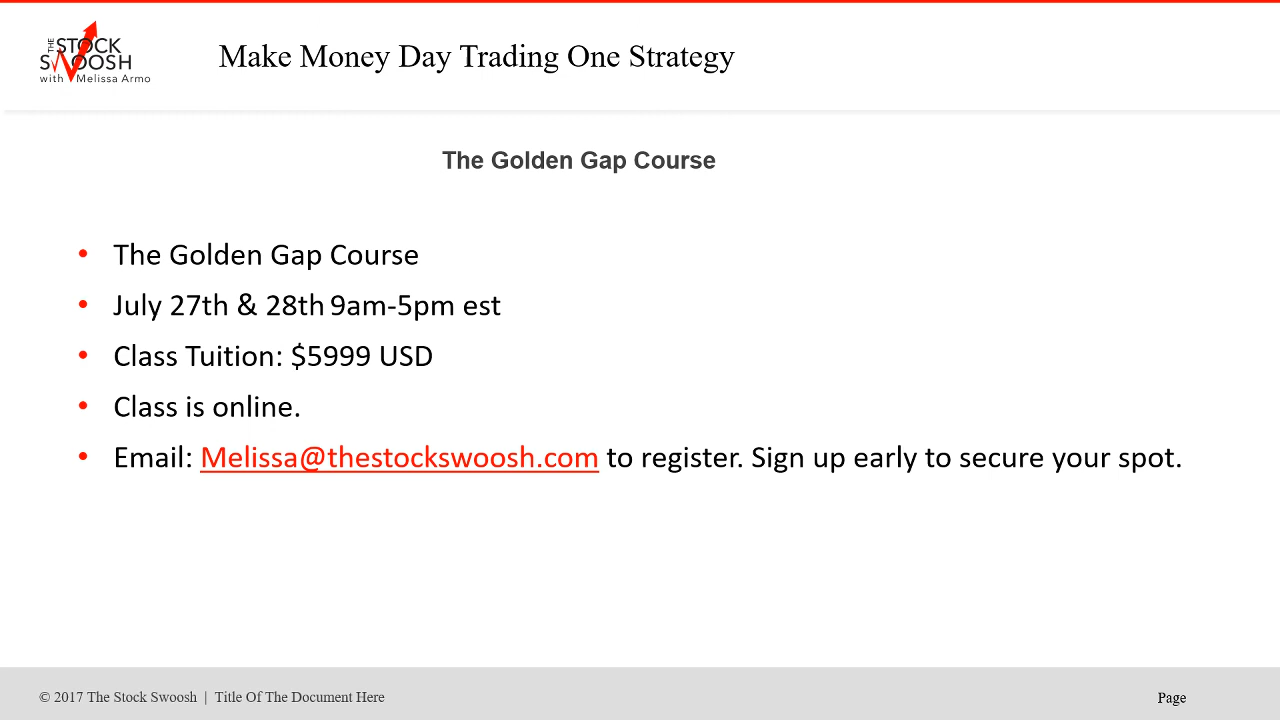 THE
STOCK
SWOOSH
with Melissa Armo
Make Money Day Trading One Strategy
The Golden Gap Course
• The Golden Gap Course
• July 27th & 28th 9am-5pm est
• Class Tuition: $5999 USD
• Class is online.
• Email: Melissa@thestockswoosh.com to register. Sign up early to secure your spot.
© 2017 The Stock Swoosh | Title Of The Document Here
Page